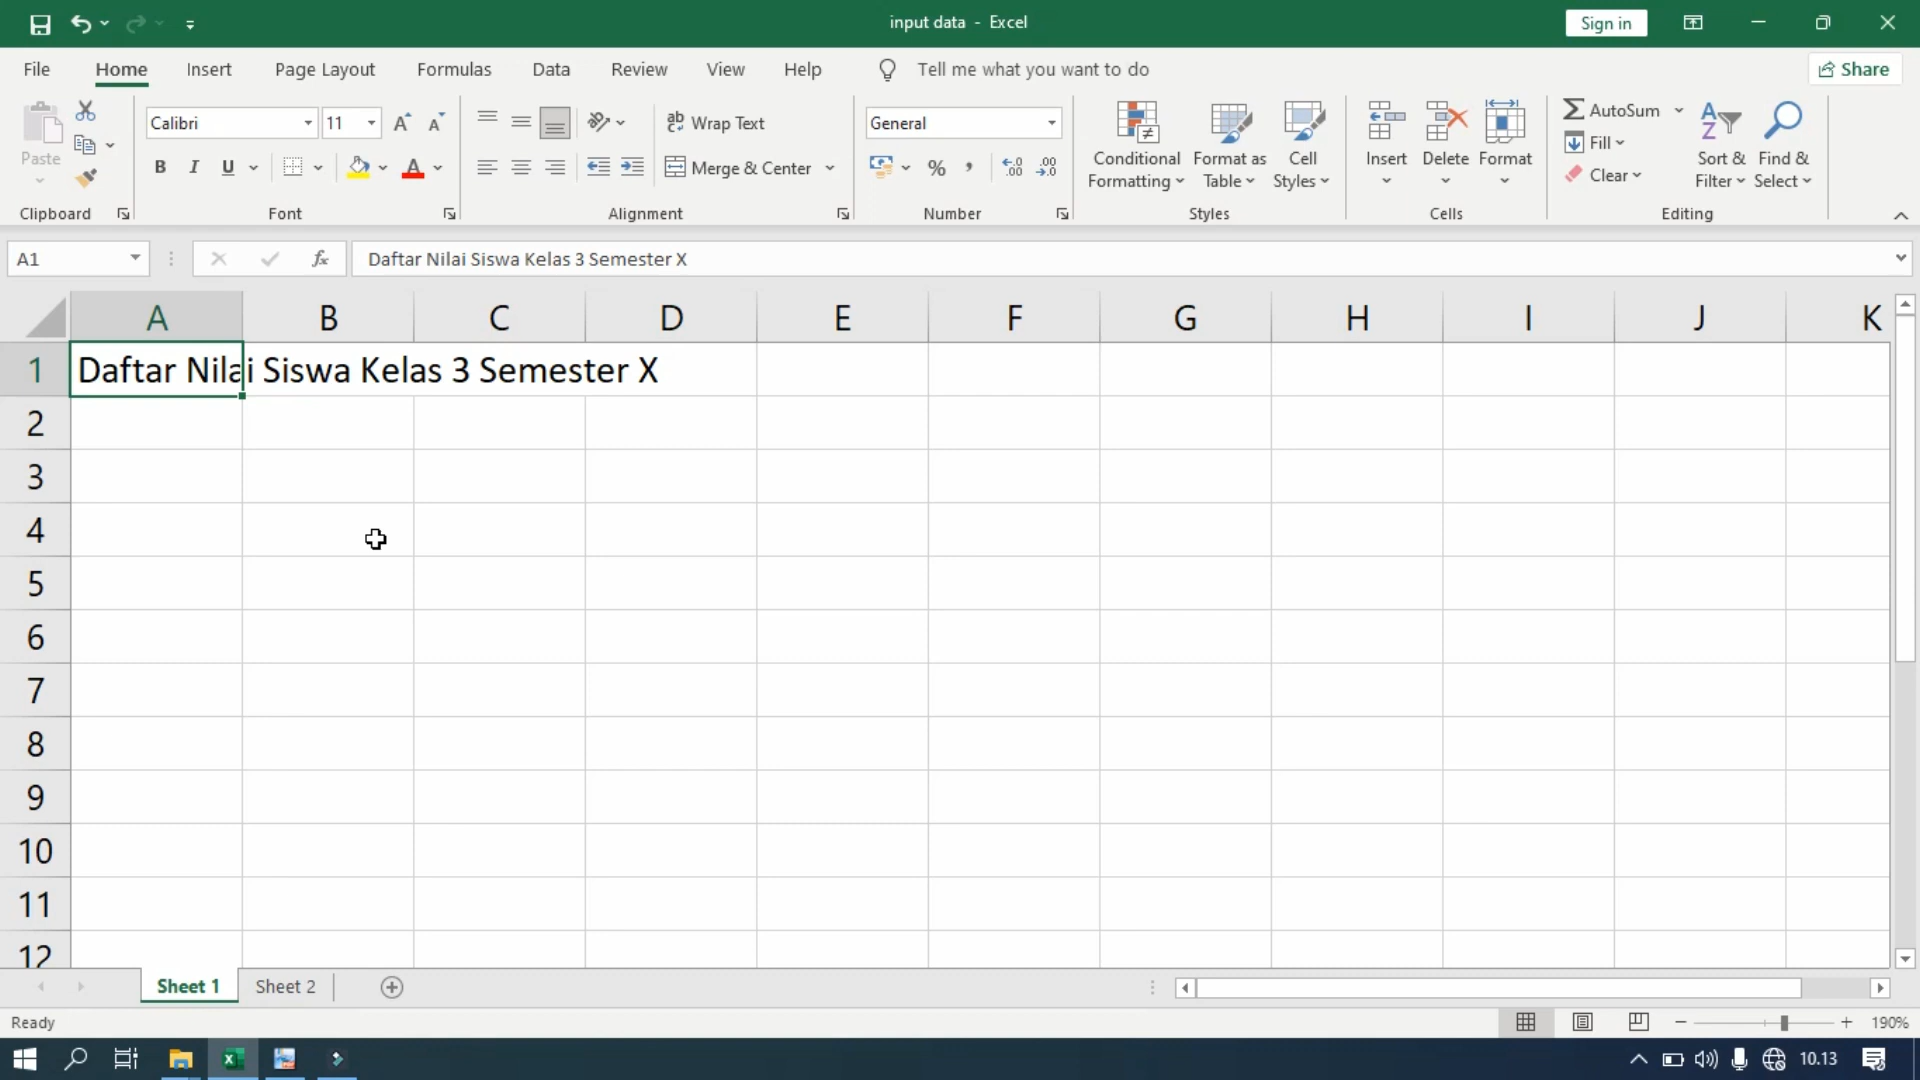 input data - Excel
Sign in
File Home Insert Page Layout Formulas Data Review View Help Tell me what you want to do Share
Paste
Calibri 11
B I U
Wrap Text
Merge & Center
General
%
Conditional Formatting
Format as Table
Cell Styles
Insert Delete Format
AutoSum
Fill
Clear
Sort & Filter
Find & Select
Clipboard Font Alignment Number Styles Cells Editing
A1 fx Daftar Nilai Siswa Kelas 3 Semester X
A B C D E F G H I J K
1 Daftar Nilai Siswa Kelas 3 Semester X
2
3
4
5
6
7
8
9
10
11
12
Sheet 1 Sheet 2
Ready 190%
10.13